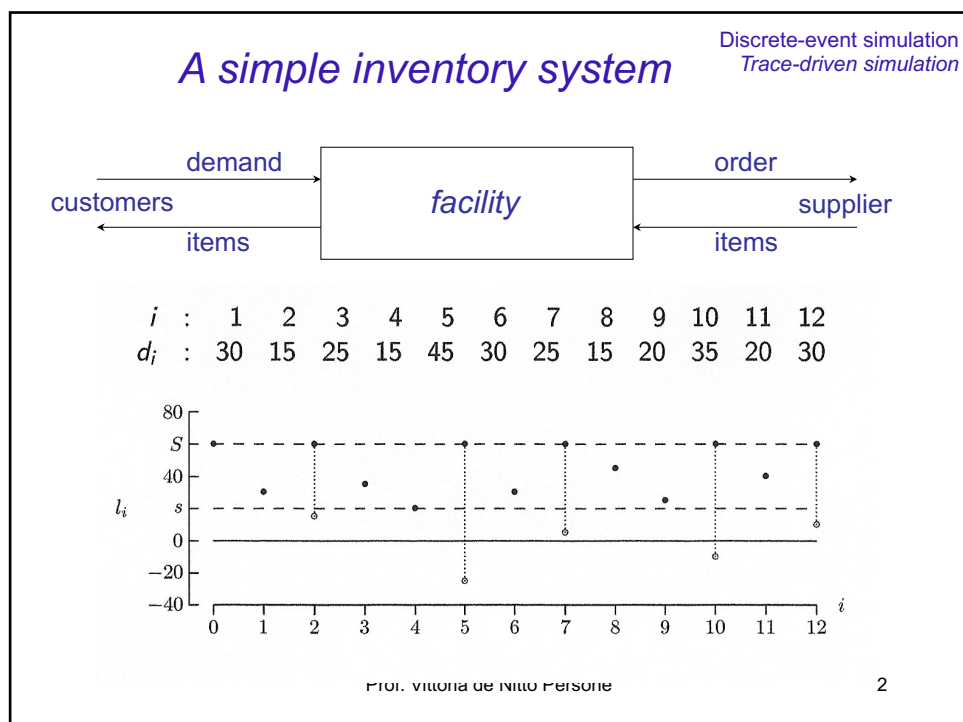 Discrete-event simulation
Trace-driven simulation
A simple inventory system
demand
order
customers
facility
supplier
items
items
i : 1 2 3 4 5 6 7 8 9 10 11 12
dᵢ : 30 15 25 15 45 30 25 15 20 35 20 30
80
S
40
lᵢ
s
0
−20
−40
i
0 1 2 3 4 5 6 7 8 9 10 11 12
Prof. Vittoria de Nitto Personè
2